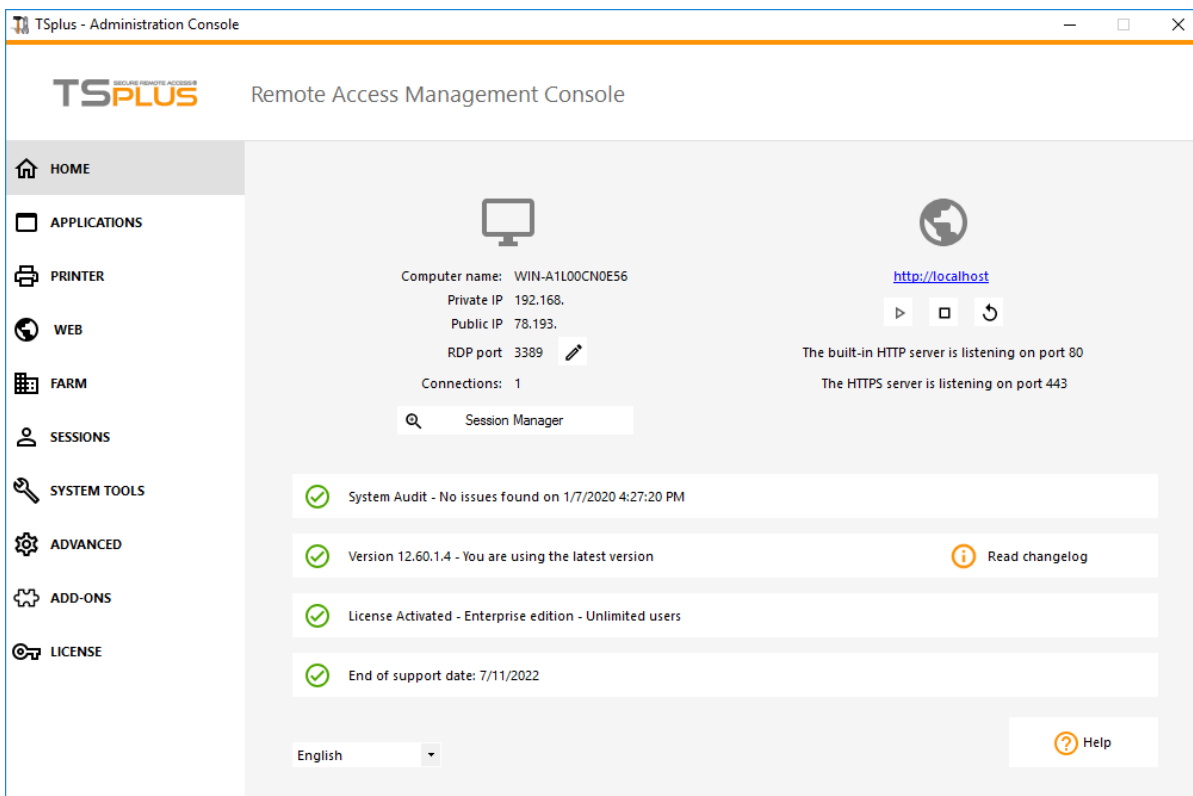 TSplus - Administration Console
TSPLUS
SECURE REMOTE ACCESS®
Remote Access Management Console
HOME
APPLICATIONS
PRINTER
WEB
FARM
SESSIONS
SYSTEM TOOLS
ADVANCED
ADD-ONS
LICENSE
Computer name: WIN-A1L00CN0E56
Private IP 192.168.
Public IP 78.193.
RDP port 3389
Connections: 1
Session Manager
http://localhost
The built-in HTTP server is listening on port 80
The HTTPS server is listening on port 443
System Audit - No issues found on 1/7/2020 4:27:20 PM
Version 12.60.1.4 - You are using the latest version
Read changelog
License Activated - Enterprise edition - Unlimited users
End of support date: 7/11/2022
English
Help